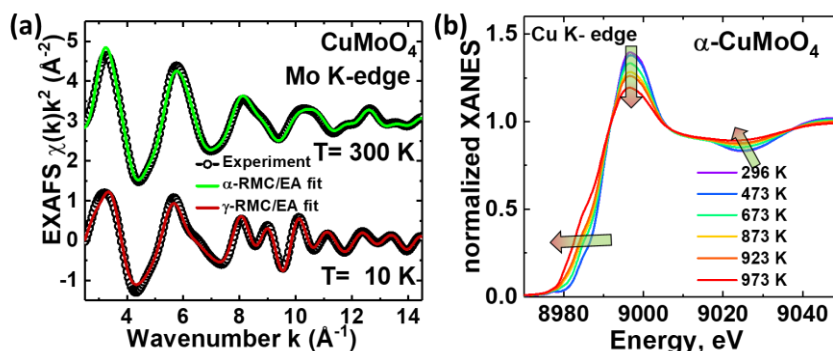 (a)
CuMoO₄
Mo K-edge
Experiment
α-RMC/EA fit
γ-RMC/EA fit
T= 300 K
T= 10 K
EXAFS χ(k)k² (Å⁻²)
5
4
3
2
1
0
-1
4 6 8 10 12 14
Wavenumber k (Å⁻¹)
(b)
Cu K- edge
α-CuMoO₄
296 K
473 K
673 K
873 K
923 K
973 K
normalized XANES
1.5
1.0
0.5
0.0
8980 9000 9020 9040
Energy, eV